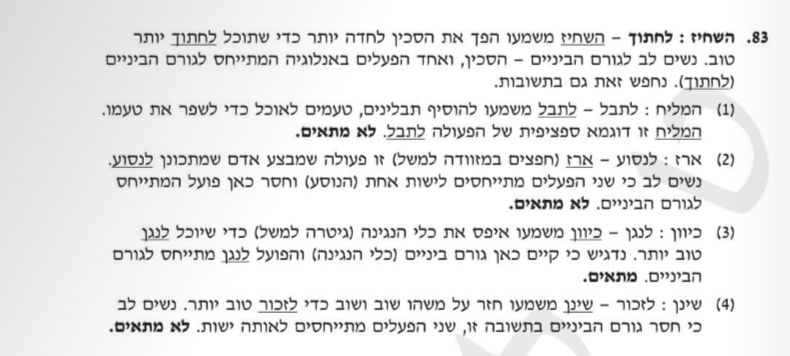 83. השחיז : לחתוך – השחיז משמעו הפך את הסכין לחדה יותר כדי שתוכל לחתוך יותר
טוב. נשים לב לגורם הביניים – הסכין, ואחד הפעלים באנלוגיה המתייחס לגורם הביניים
(לחתוך). נחפש זאת גם בתשובות.
(1) המליח : לתבל – לתבל משמעו להוסיף תבלינים, טעמים לאוכל כדי לשפר את טעמו.
המליח זו דוגמא ספציפית של הפעולה לתבל. לא מתאים.
(2) ארז : לנסוע – ארז (חפצים במזוודה למשל) זו פעולה שמבצע אדם שמתכונן לנסוע.
נשים לב כי שני הפעלים מתייחסים לישות אחת (הנוסע) וחסר כאן פועל המתייחס
לגורם הביניים. לא מתאים.
(3) כיוון : לנגן – כיוון משמעו איפס את כלי הנגינה (גיטרה למשל) כדי שיוכל לנגן
טוב יותר. נדגיש כי קיים כאן גורם ביניים (כלי הנגינה) והפועל לנגן מתייחס לגורם
הביניים. מתאים.
(4) שינן : לזכור – שינן משמעו חזר על משהו שוב ושוב כדי לזכור טוב יותר. נשים לב
כי חסר גורם הביניים בתשובה זו, שני הפעלים מתייחסים לאותה ישות. לא מתאים.